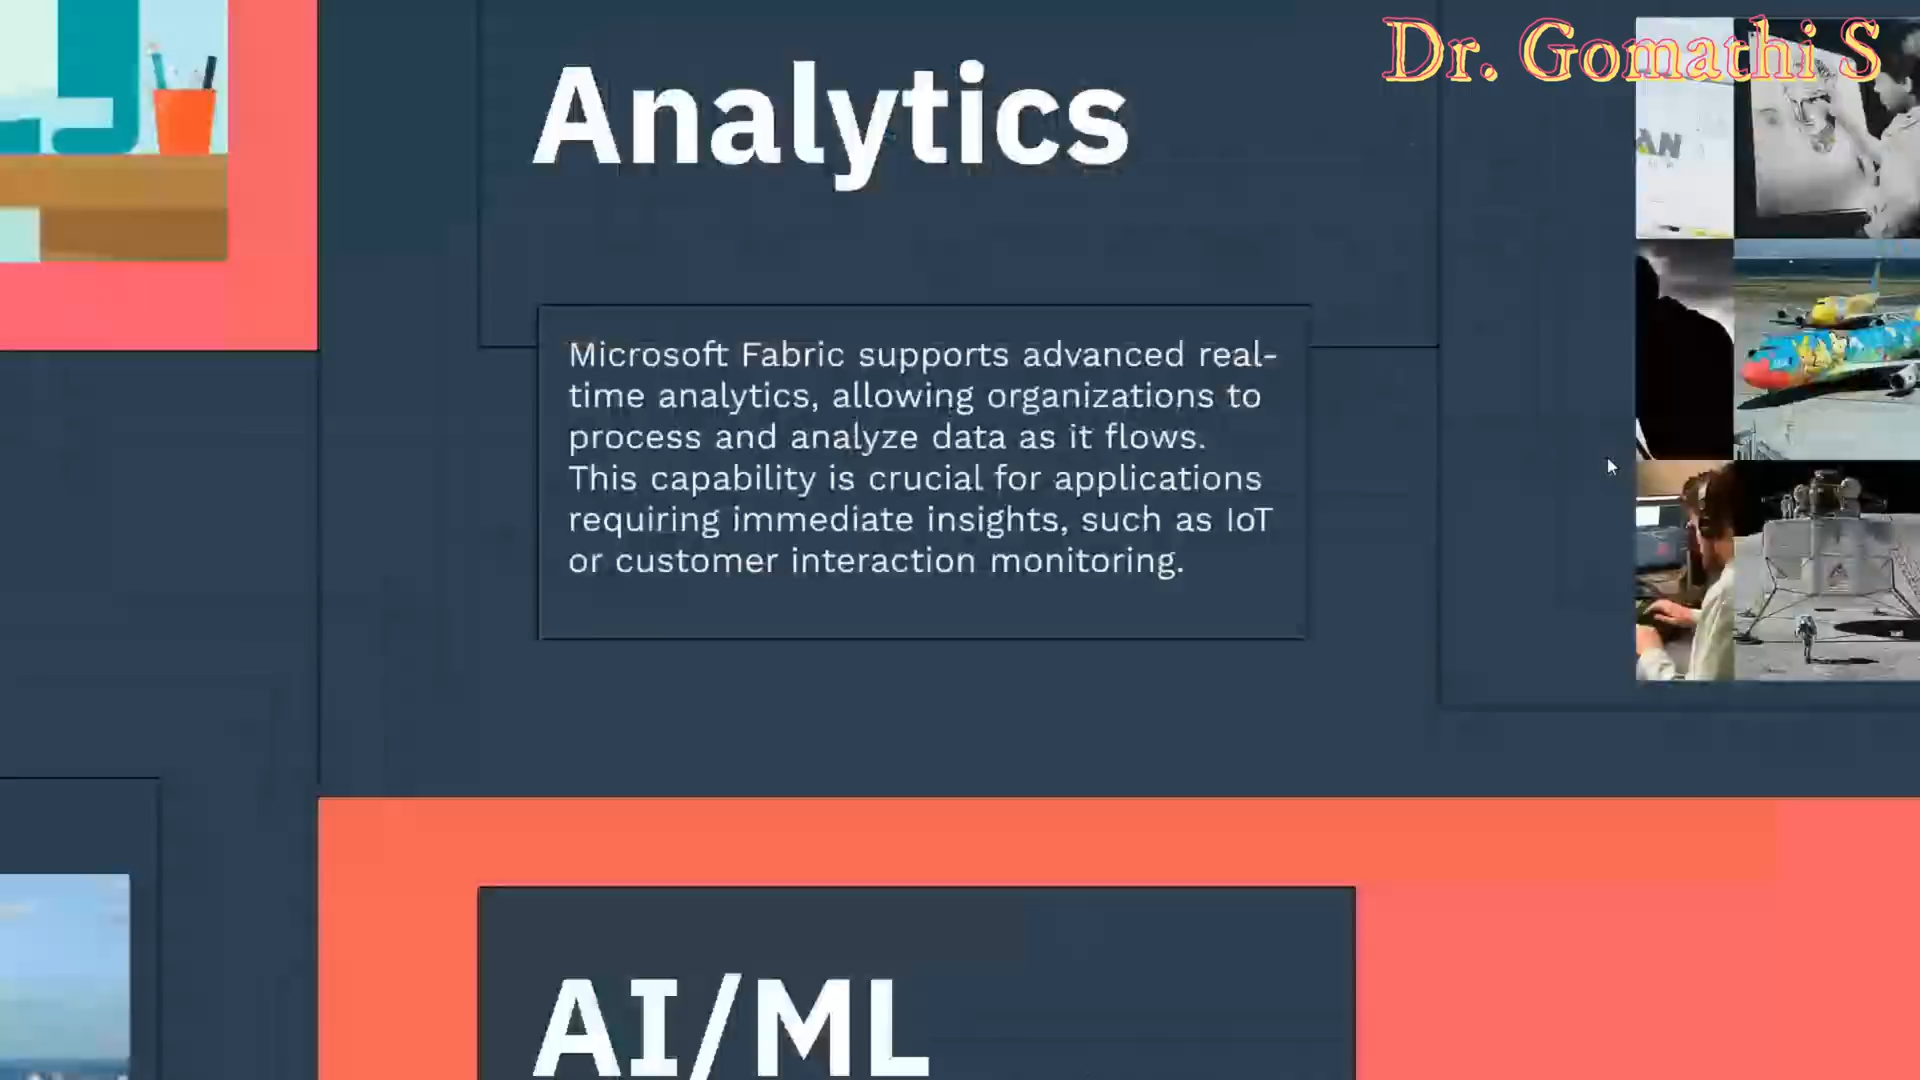 Dr. Gomathi S
Analytics
AN
Microsoft Fabric supports advanced real-
time analytics, allowing organizations to
process and analyze data as it flows.
This capability is crucial for applications
requiring immediate insights, such as IoT
or customer interaction monitoring.
AI/ML